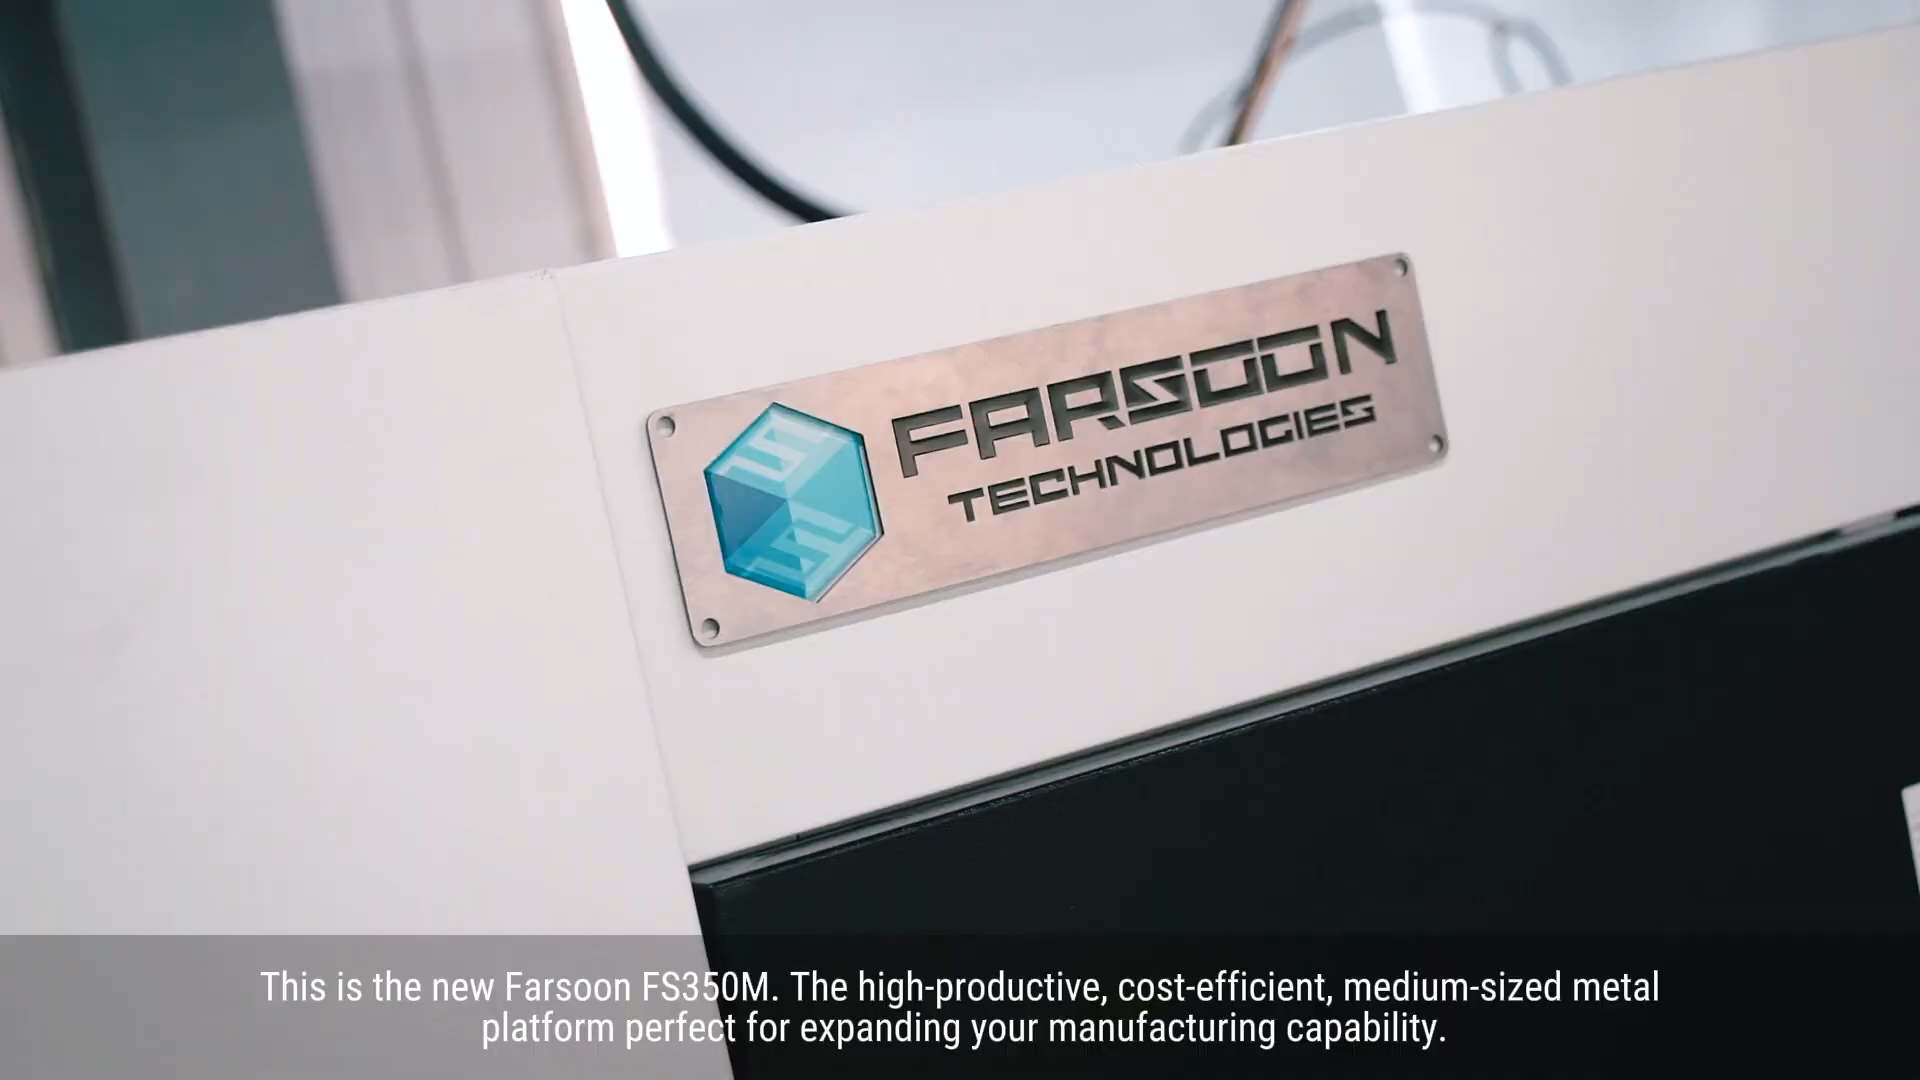 FARSOON
TECHNOLOGIES
This is the new Farsoon FS350M. The high-productive, cost-efficient, medium-sized metal
platform perfect for expanding your manufacturing capability.